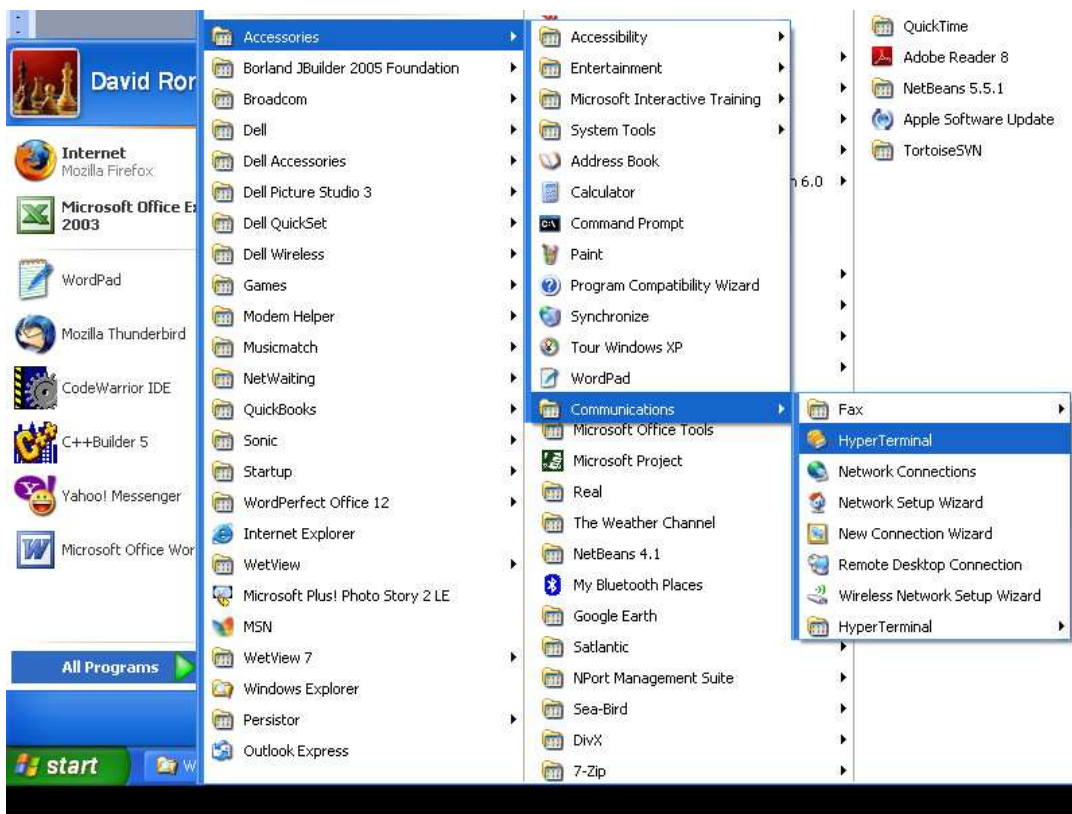 David Ror
Internet
Mozilla Firefox
Microsoft Office Ex
2003
WordPad
Mozilla Thunderbird
CodeWarrior IDE
C++Builder 5
Yahoo! Messenger
Microsoft Office Wor
All Programs
start
W
Accessories
Borland JBuilder 2005 Foundation
Broadcom
Dell
Dell Accessories
Dell Picture Studio 3
Dell QuickSet
Dell Wireless
Games
Modem Helper
Musicmatch
NetWaiting
QuickBooks
Sonic
Startup
WordPerfect Office 12
Internet Explorer
WetView
Microsoft Plus! Photo Story 2 LE
MSN
WetView 7
Windows Explorer
Persistor
Outlook Express
Accessibility
Entertainment
Microsoft Interactive Training
System Tools
Address Book
Calculator
Command Prompt
Paint
Program Compatibility Wizard
Synchronize
Tour Windows XP
WordPad
Communications
Microsoft Office Tools
Microsoft Project
Real
The Weather Channel
NetBeans 4.1
My Bluetooth Places
Google Earth
Satlantic
NPort Management Suite
Sea-Bird
DivX
7-Zip
6.0
Fax
HyperTerminal
Network Connections
Network Setup Wizard
New Connection Wizard
Remote Desktop Connection
Wireless Network Setup Wizard
HyperTerminal
QuickTime
Adobe Reader 8
NetBeans 5.5.1
Apple Software Update
TortoiseSVN